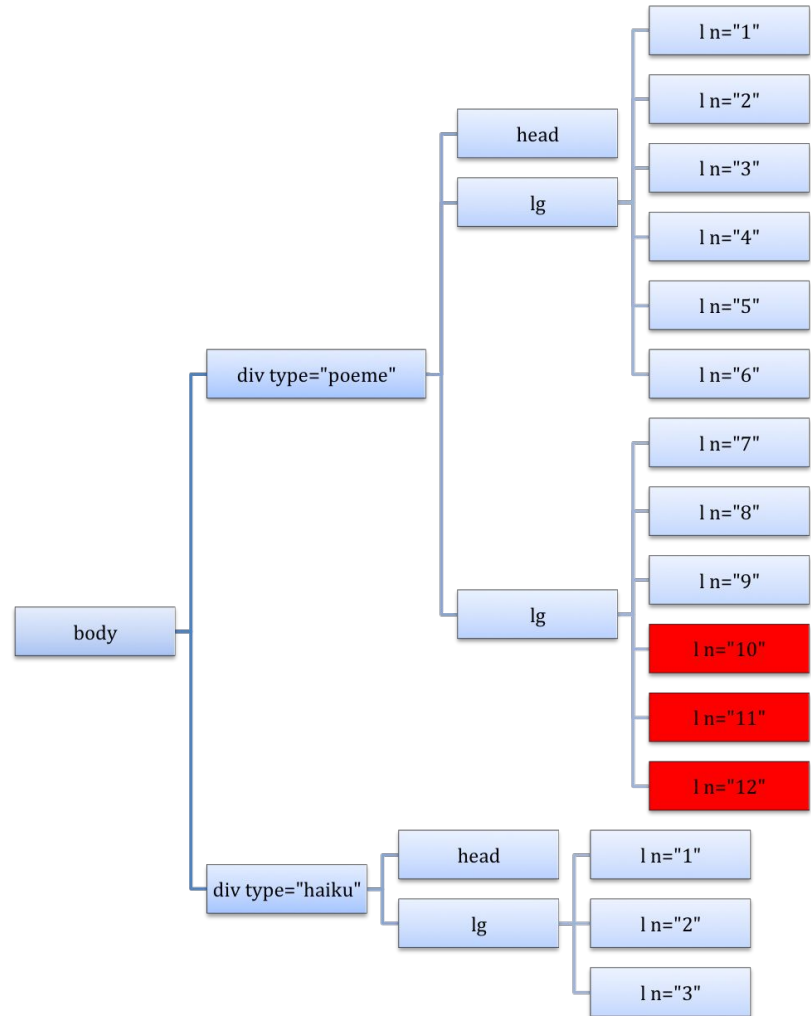 l n="1"
l n="2"
head
l n="3"
lg
l n="4"
l n="5"
div type="poeme"
l n="6"
l n="7"
l n="8"
l n="9"
lg
body
l n="10"
l n="11"
l n="12"
head
l n="1"
div type="haiku"
lg
l n="2"
l n="3"